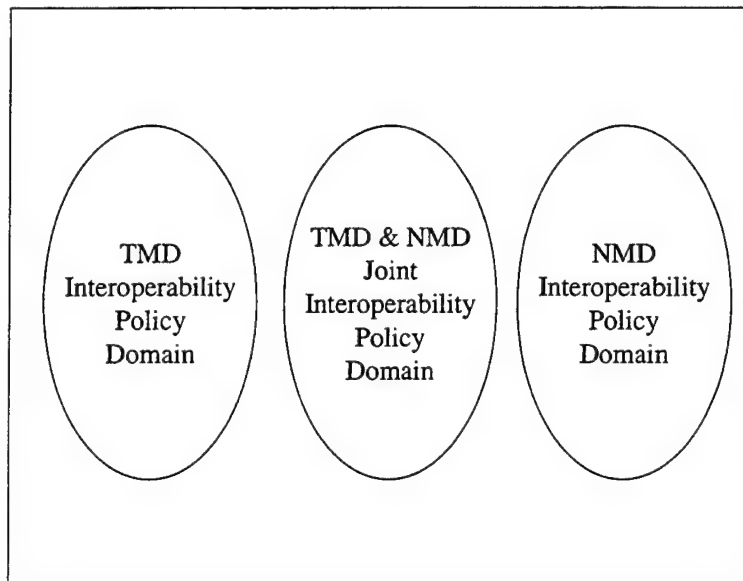 TMD
Interoperability
Policy
Domain
TMD & NMD
Joint
Interoperability
Policy
Domain
NMD
Interoperability
Policy
Domain